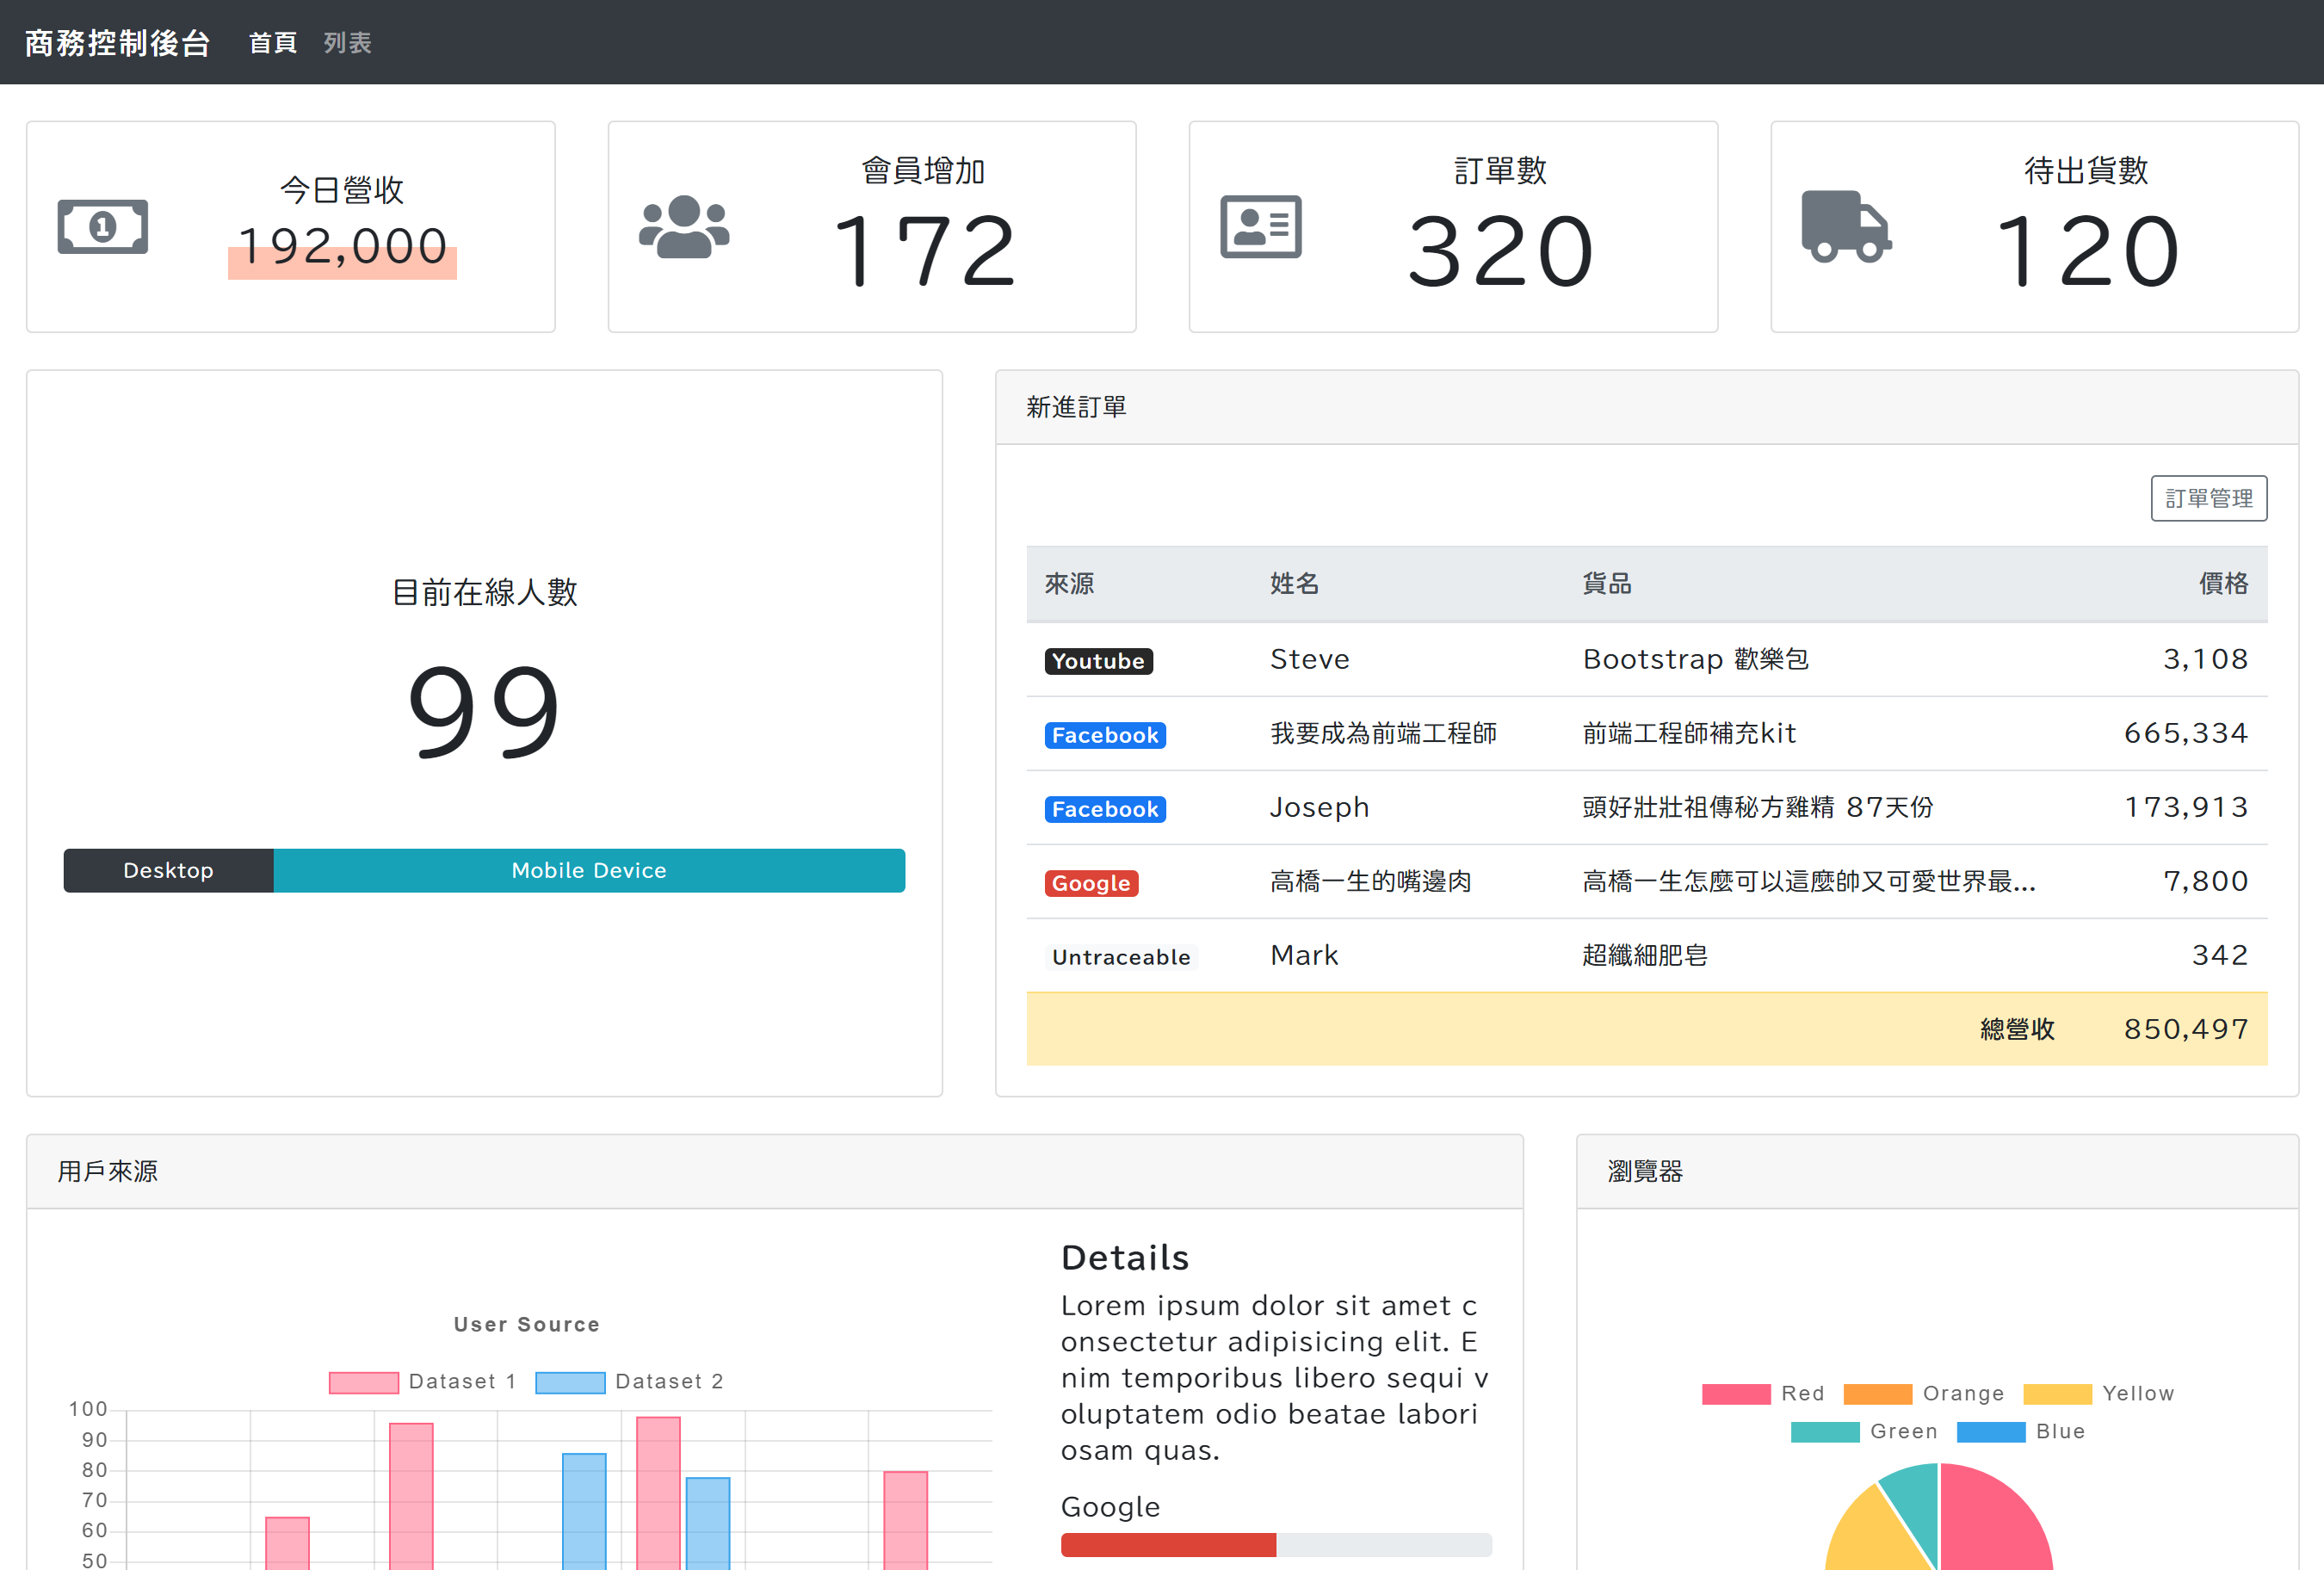 商務控制後台 首頁 列表
今日營收
192,000
會員增加
172
訂單數
320
待出貨數
120
目前在線人數
99
Desktop Mobile Device
新進訂單
訂單管理
來源 姓名 貨品 價格
Youtube Steve Bootstrap 歡樂包 3,108
Facebook 我要成為前端工程師 前端工程師補充kit 665,334
Facebook Joseph 頭好壯壯祖傳秘方雞精 87天份 173,913
Google 高橋一生的嘴邊肉 高橋一生怎麼可以這麼帥又可愛世界最... 7,800
Untraceable Mark 超纖細肥皂 342
總營收 850,497
用戶來源
User Source
Dataset 1 Dataset 2
100
90
80
70
60
50
Details
Lorem ipsum dolor sit amet c
onsectetur adipisicing elit. E
nim temporibus libero sequi v
oluptatem odio beatae labori
osam quas.
Google
瀏覽器
Red Orange Yellow
Green Blue